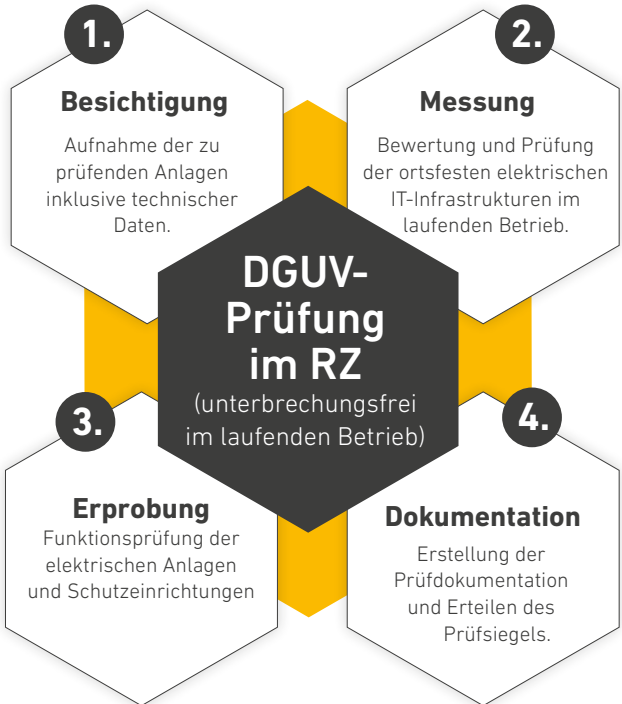 1.
Besichtigung
Aufnahme der zu
prüfenden Anlagen
inklusive technischer
Daten.
2.
Messung
Bewertung und Prüfung
der ortsfesten elektrischen
IT-Infrastrukturen im
laufenden Betrieb.
DGUV-
Prüfung
im RZ
(unterbrechungsfrei
im laufenden Betrieb)
3.
Erprobung
Funktionsprüfung der
elektrischen Anlagen
und Schutzeinrichtungen
4.
Dokumentation
Erstellung der
Prüfdokumentation
und Erteilen des
Prüfsiegels.